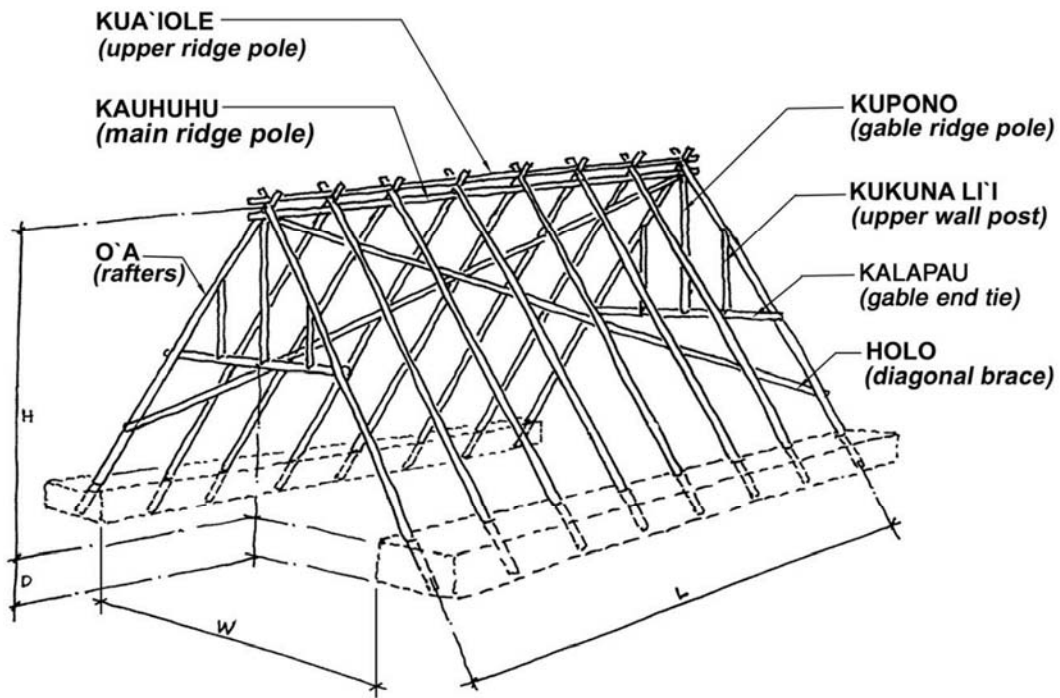 KUA`IOLE
(upper ridge pole)
KAUHUHU
(main ridge pole)
KUPONO
(gable ridge pole)
KUKUNA LI`I
(upper wall post)
O`A
(rafters)
KALAPAU
(gable end tie)
HOLO
(diagonal brace)
H
D
W
L